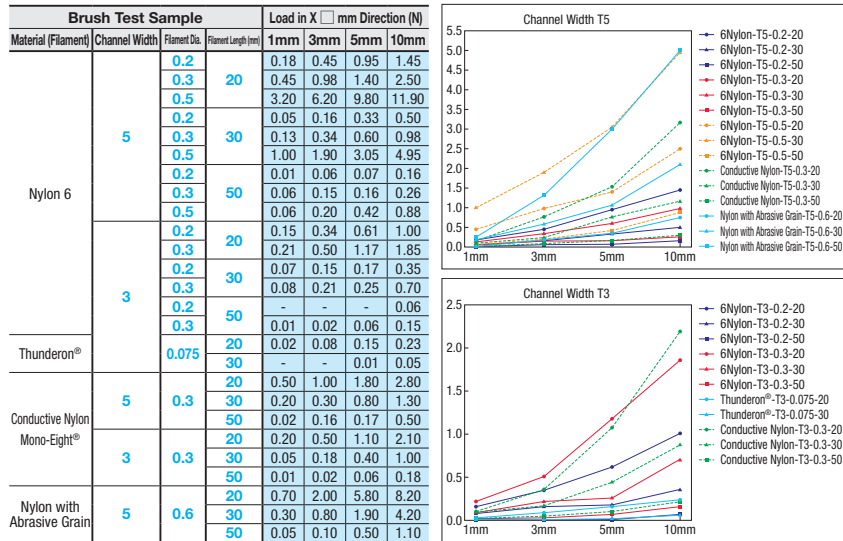 Brush Test Sample Load in X □ mm Direction (N)
Material (Filament) Channel Width Filament Dia. Filament Length (mm) 1mm 3mm 5mm 10mm
Nylon 6 5 0.2 20 0.18 0.45 0.95 1.45
0.3 0.45 0.98 1.40 2.50
0.5 3.20 6.20 9.80 11.90
0.2 30 0.05 0.16 0.33 0.50
0.3 0.13 0.34 0.60 0.98
0.5 1.00 1.90 3.05 4.95
0.2 50 0.01 0.06 0.07 0.16
0.3 0.06 0.15 0.16 0.26
0.5 0.06 0.20 0.42 0.88
3 0.2 20 0.15 0.34 0.61 1.00
0.3 0.21 0.50 1.17 1.85
0.2 30 0.07 0.15 0.17 0.35
0.3 0.08 0.21 0.25 0.70
0.2 50 - - - 0.06
0.3 0.01 0.02 0.06 0.15
Thunderon® 0.075 20 0.02 0.08 0.15 0.23
30 - - 0.01 0.05
Conductive Nylon Mono-Eight® 5 0.3 20 0.50 1.00 1.80 2.80
30 0.20 0.30 0.80 1.30
50 0.02 0.16 0.17 0.50
3 0.3 20 0.20 0.50 1.10 2.10
30 0.05 0.18 0.40 1.00
50 0.01 0.02 0.06 0.18
Nylon with Abrasive Grain 5 0.6 20 0.70 2.00 5.80 8.20
30 0.30 0.80 1.90 4.20
50 0.05 0.10 0.50 1.10
Channel Width T5
5.5
5.0
4.5
4.0
3.5
3.0
2.5
2.0
1.5
1.0
0.5
0.0
1mm 3mm 5mm 10mm
6Nylon-T5-0.2-20
6Nylon-T5-0.2-30
6Nylon-T5-0.2-50
6Nylon-T5-0.3-20
6Nylon-T5-0.3-30
6Nylon-T5-0.3-50
6Nylon-T5-0.5-20
6Nylon-T5-0.5-30
6Nylon-T5-0.5-50
Conductive Nylon-T5-0.3-20
Conductive Nylon-T5-0.3-30
Conductive Nylon-T5-0.3-50
Nylon with Abrasive Grain-T5-0.6-20
Nylon with Abrasive Grain-T5-0.6-30
Nylon with Abrasive Grain-T5-0.6-50
Channel Width T3
2.5
2.0
1.5
1.0
0.5
0.0
1mm 3mm 5mm 10mm
6Nylon-T3-0.2-20
6Nylon-T3-0.2-30
6Nylon-T3-0.2-50
6Nylon-T3-0.3-20
6Nylon-T3-0.3-30
6Nylon-T3-0.3-50
Thunderon®-T3-0.075-20
Thunderon®-T3-0.075-30
Conductive Nylon-T3-0.3-20
Conductive Nylon-T3-0.3-30
Conductive Nylon-T3-0.3-50